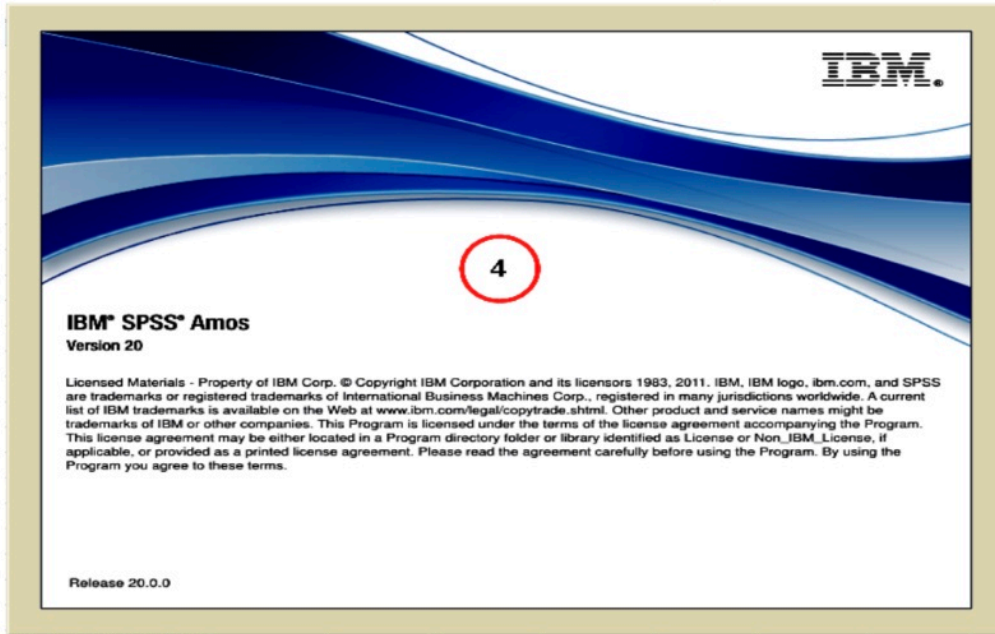 IBM®
4
IBM® SPSS® Amos
Version 20
Licensed Materials - Property of IBM Corp. © Copyright IBM Corporation and its licensors 1983, 2011. IBM, IBM logo, ibm.com, and SPSS
are trademarks or registered trademarks of International Business Machines Corp., registered in many jurisdictions worldwide. A current
list of IBM trademarks is available on the Web at www.ibm.com/legal/copytrade.shtml. Other product and service names might be
trademarks of IBM or other companies. This Program is licensed under the terms of the license agreement accompanying the Program.
This license agreement may be either located in a Program directory folder or library identified as License or Non_IBM_License, if
applicable, or provided as a printed license agreement. Please read the agreement carefully before using the Program. By using the
Program you agree to these terms.
Release 20.0.0